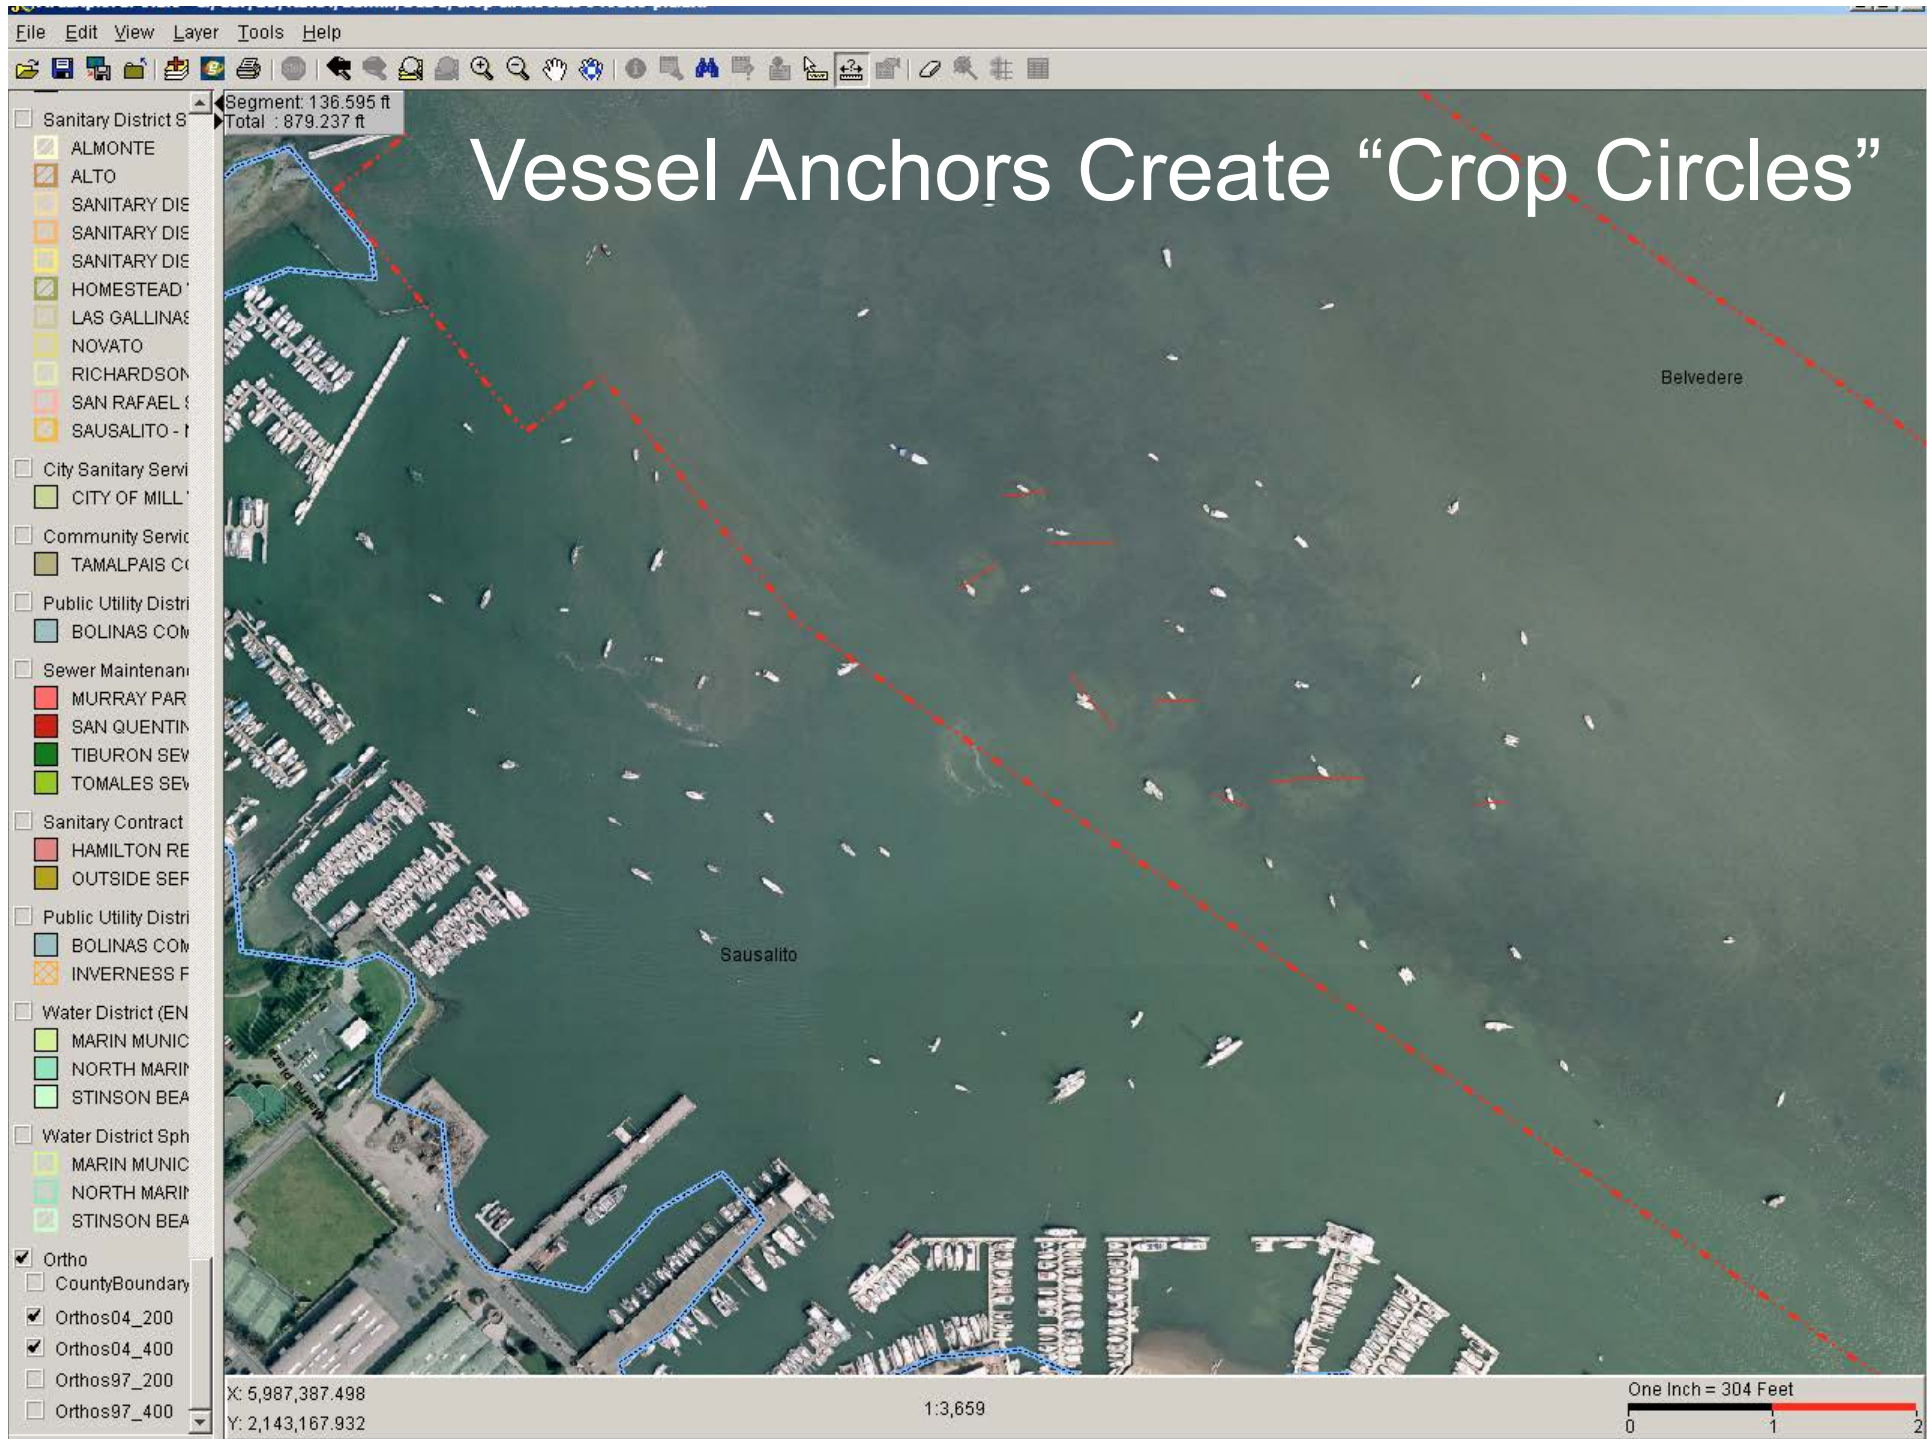 File Edit View Layer Tools Help
Segment: 136.595 ft
Total : 879.237 ft
Vessel Anchors Create “Crop Circles”
Sanitary District S
ALMONTE
ALTO
SANITARY DIS
SANITARY DIS
SANITARY DIS
HOMESTEAD
LAS GALLINAS
NOVATO
RICHARDSON
SAN RAFAEL
SAUSALITO -
City Sanitary Servi
CITY OF MILL
Community Servic
TAMALPAIS CO
Public Utility Distri
BOLINAS COM
Sewer Maintenan
MURRAY PAR
SAN QUENTIN
TIBURON SEW
TOMALES SEW
Sanitary Contract
HAMILTON RE
OUTSIDE SER
Public Utility Distri
BOLINAS COM
INVERNESS F
Water District (EN
MARIN MUNIC
NORTH MARIN
STINSON BEA
Water District Sph
MARIN MUNIC
NORTH MARIN
STINSON BEA
Ortho
CountyBoundary
Orthos04_200
Orthos04_400
Orthos97_200
Orthos97_400
Belvedere
Sausalito
Marina Plaza
X: 5,987,387.498
Y: 2,143,167.932
1:3,659
One Inch = 304 Feet
0 1 2